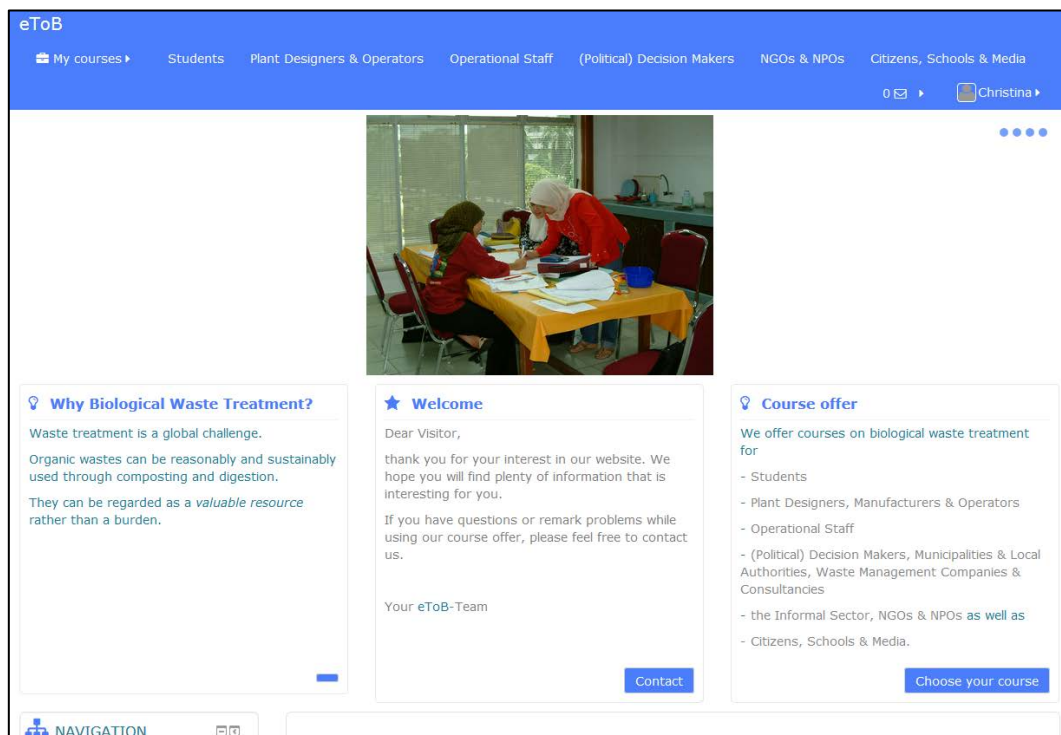 eToB
My courses
Students
Plant Designers & Operators
Operational Staff
(Political) Decision Makers
NGOs & NPOs
Citizens, Schools & Media
0
Christina
Why Biological Waste Treatment?
Waste treatment is a global challenge.
Organic wastes can be reasonably and sustainably
used through composting and digestion.
They can be regarded as a valuable resource
rather than a burden.
Welcome
Dear Visitor,
thank you for your interest in our website. We
hope you will find plenty of information that is
interesting for you.
If you have questions or remark problems while
using our course offer, please feel free to contact
us.
Your eToB-Team
Contact
Course offer
We offer courses on biological waste treatment
for
- Students
- Plant Designers, Manufacturers & Operators
- Operational Staff
- (Political) Decision Makers, Municipalities & Local
Authorities, Waste Management Companies &
Consultancies
- the Informal Sector, NGOs & NPOs as well as
- Citizens, Schools & Media.
Choose your course
NAVIGATION